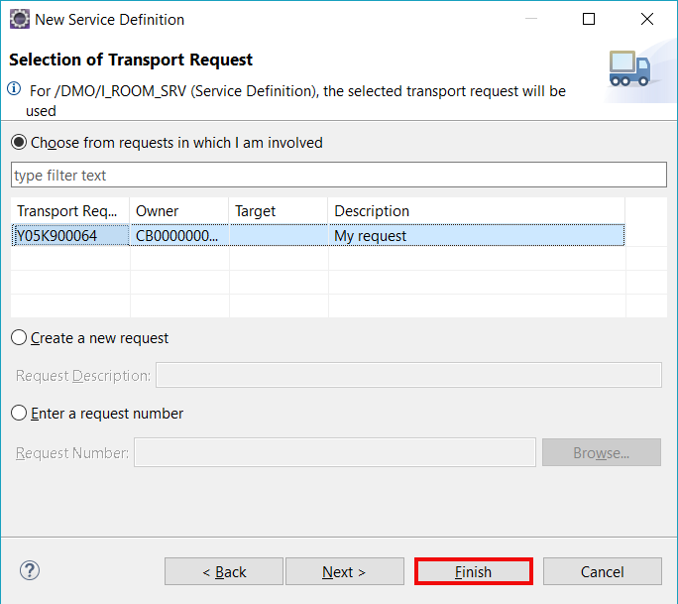 New Service Definition
Selection of Transport Request
For /DMO/I_ROOM_SRV (Service Definition), the selected transport request will be
used
Choose from requests in which I am involved
type filter text
Transport Req... Owner Target Description
Y05K900064 CB0000000... My request
Create a new request
Request Description:
Enter a request number
Request Number: Browse...
? < Back Next > Finish Cancel